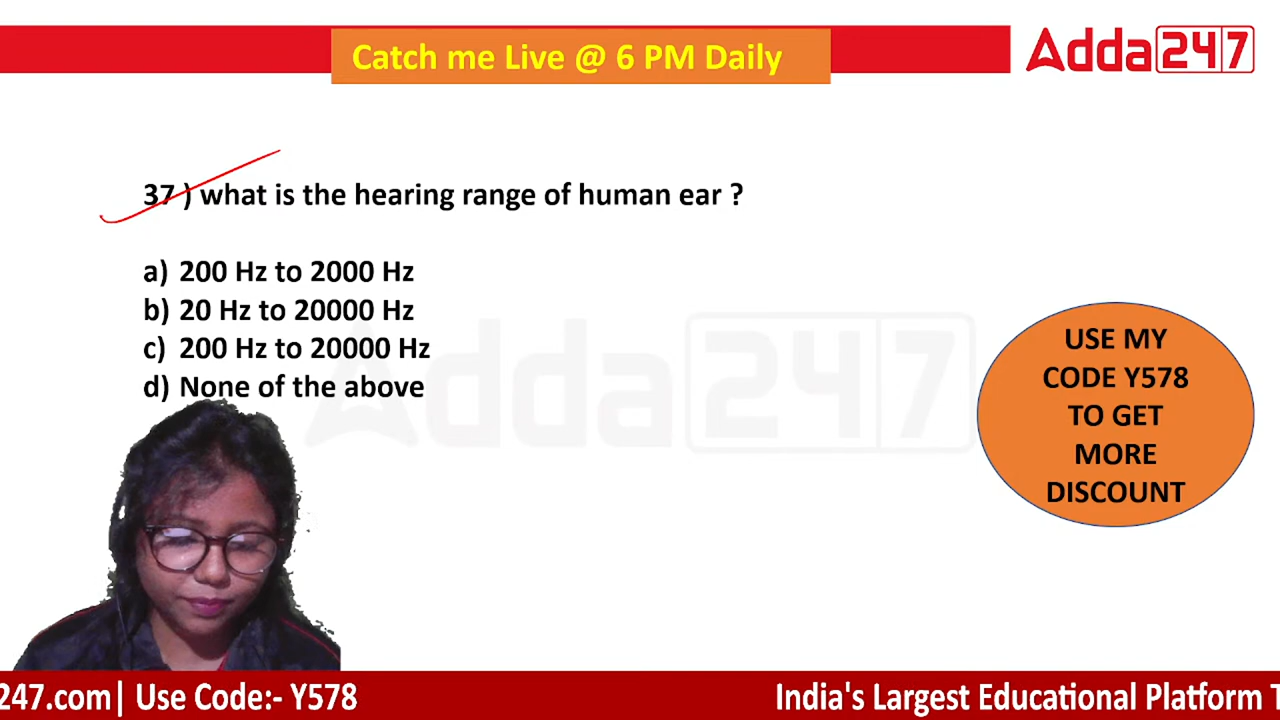 Catch me Live @ 6 PM Daily
Adda247
37 ) what is the hearing range of human ear ?
a) 200 Hz to 2000 Hz
b) 20 Hz to 20000 Hz
c) 200 Hz to 20000 Hz
d) None of the above
Adda247
USE MY
CODE Y578
TO GET
MORE
DISCOUNT
247.com| Use Code:- Y578
India's Largest Educational Platform T